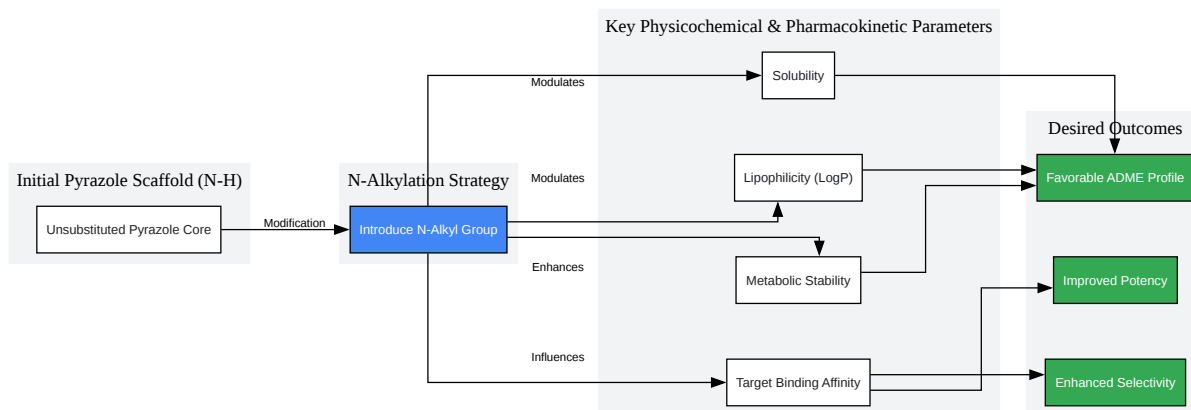 Key Physicochemical & Pharmacokinetic Parameters
Solubility
Modulates
Desired Outcomes
Initial Pyrazole Scaffold (N-H)
N-Alkylation Strategy
Modulates
Lipophilicity (LogP)
Favorable ADME Profile
Unsubstituted Pyrazole Core
Modification
Introduce N-Alkyl Group
Enhances
Metabolic Stability
Improved Potency
Influences
Target Binding Affinity
Enhanced Selectivity